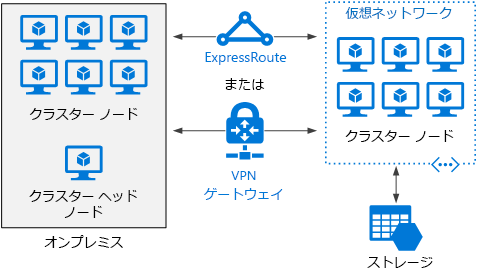 仮想ネットワーク
ExpressRoute
または
クラスター ノード
クラスター ノード
VPN
ゲートウェイ
クラスター ヘッド
ノード
オンプレミス
ストレージ